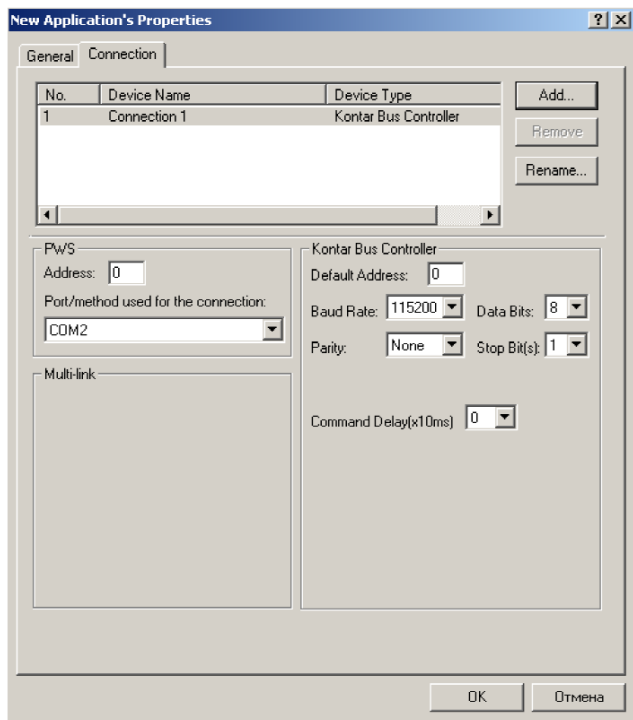 New Application's Properties
General Connection
No. Device Name Device Type
1 Connection 1 Kontar Bus Controller
Add...
Remove
Rename...
PWS
Address: 0
Port/method used for the connection:
COM2
Multi-link
Kontar Bus Controller
Default Address: 0
Baud Rate: 115200 Data Bits: 8
Parity: None Stop Bit(s): 1
Command Delay(x10ms) 0
OK Отмена